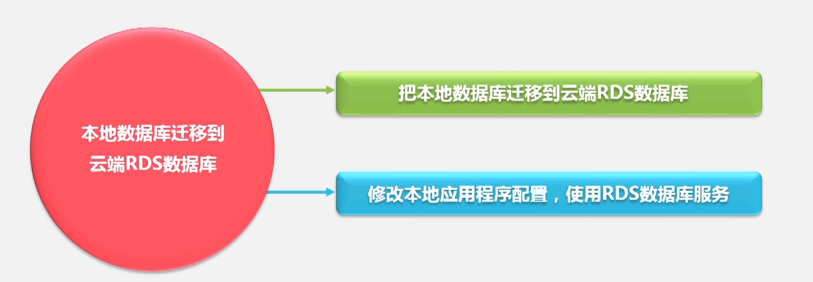 本地数据库迁移到
云端RDS数据库
把本地数据库迁移到云端RDS数据库
修改本地应用程序配置，使用RDS数据库服务